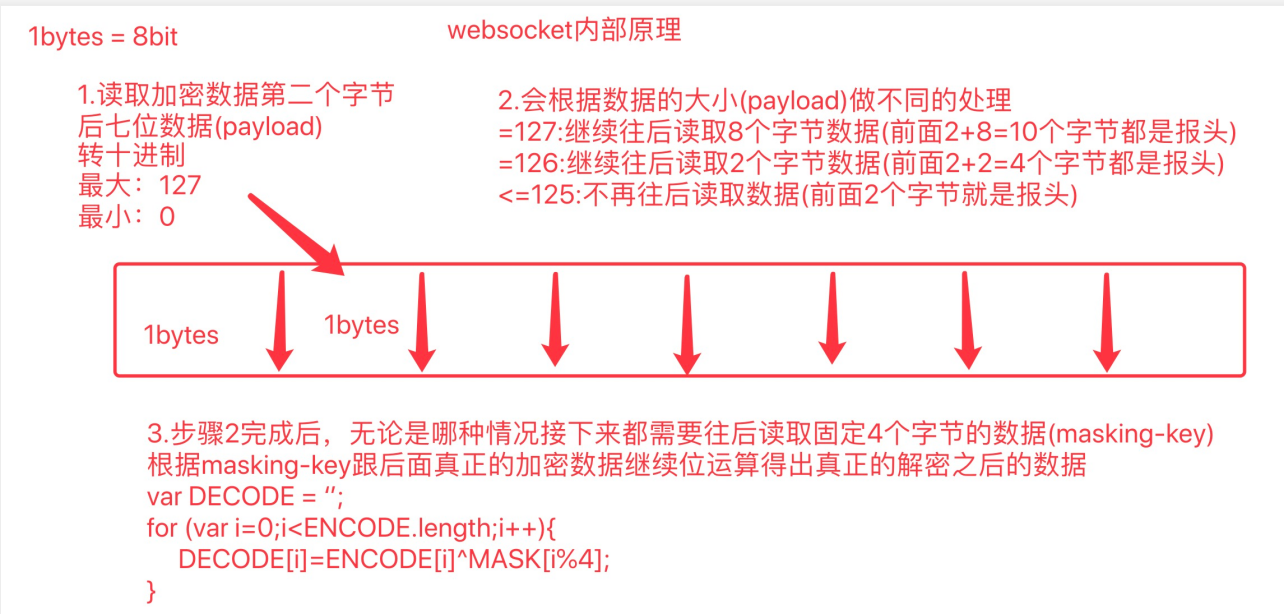 1bytes = 8bit
websocket内部原理
1.读取加密数据第二个字节
后七位数据(payload)
转十进制
最大：127
最小：0
2.会根据数据的大小(payload)做不同的处理
=127:继续往后读取8个字节数据(前面2+8=10个字节都是报头)
=126:继续往后读取2个字节数据(前面2+2=4个字节都是报头)
<=125:不再往后读取数据(前面2个字节就是报头)
1bytes
1bytes
3.步骤2完成后，无论是哪种情况接下来都需要往后读取固定4个字节的数据(masking-key)
根据masking-key跟后面真正的加密数据继续位运算得出真正的解密之后的数据
var DECODE = ‘’;
for (var i=0;i<ENCODE.length;i++){
DECODE[i]=ENCODE[i]^MASK[i%4];
}